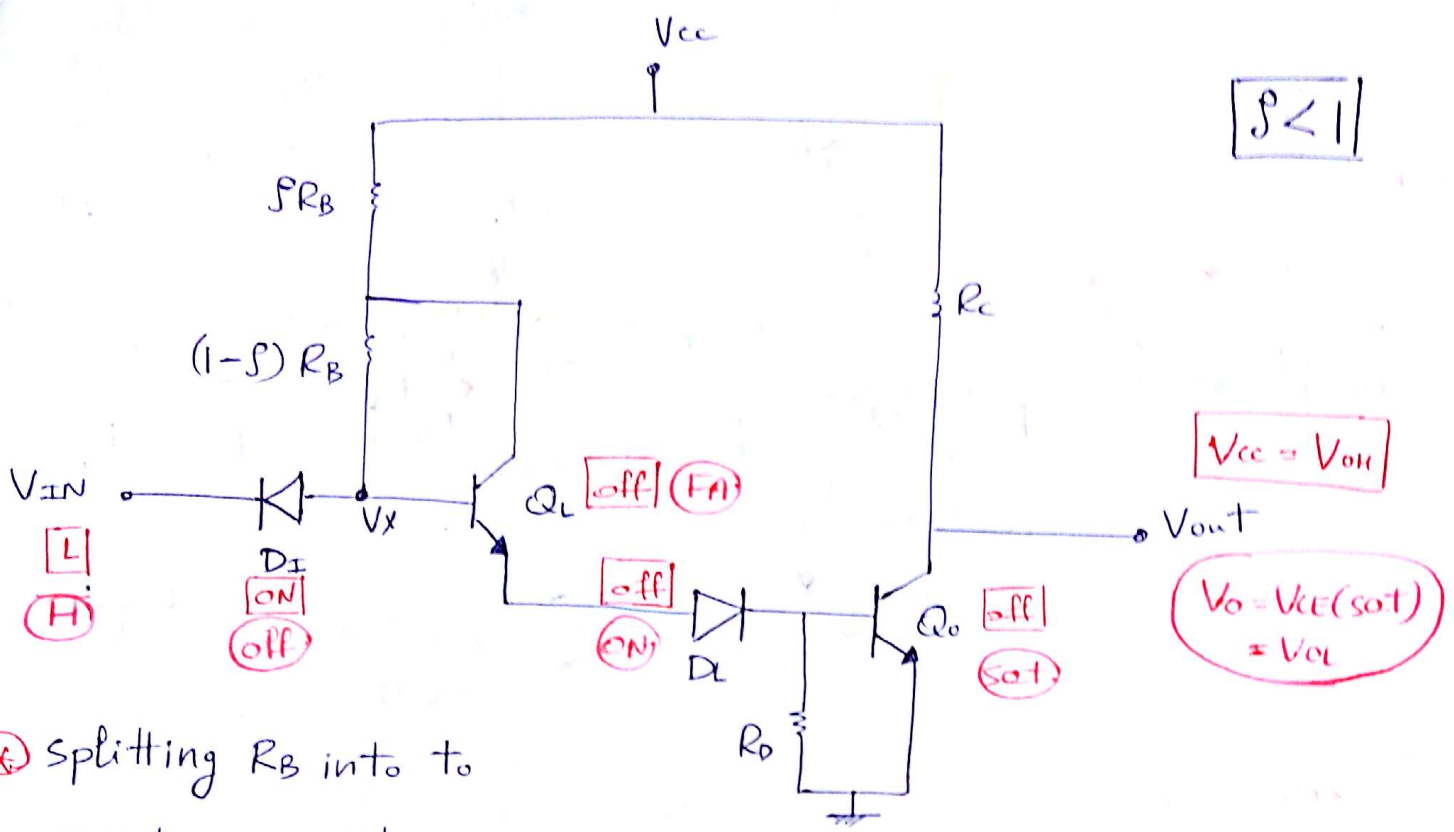 Vcc
ρ<1
ρRB
Rc
(1-ρ) RB
Vcc = VOH
VIN
QL
off
FA
Vx
Vout
L
DI
off
H
ON
Vo = VCE(sat)
= VOL
off
ON
DL
Qo
off
sat
RD
Splitting RB into to